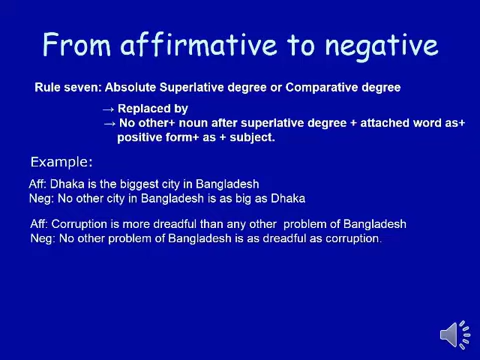 From affirmative to negative
Rule seven: Absolute Superlative degree or Comparative degree
→ Replaced by
→ No other+ noun after superlative degree + attached word as+
positive form+ as + subject.
Example:
Aff: Dhaka is the biggest city in Bangladesh
Neg: No other city in Bangladesh is as big as Dhaka
Aff: Corruption is more dreadful than any other problem of Bangladesh
Neg: No other problem of Bangladesh is as dreadful as corruption.